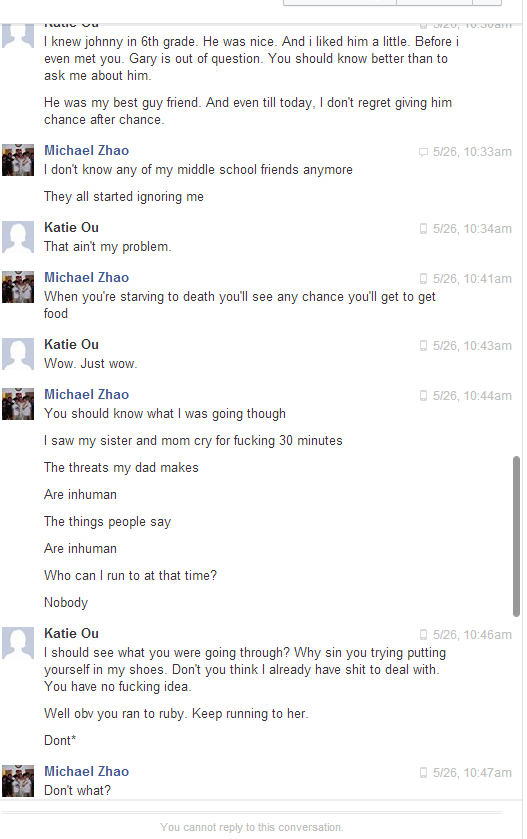 Katie Ou
5/26, 10:30am
I knew johnny in 6th grade. He was nice. And i liked him a little. Before i
even met you. Gary is out of question. You should know better than to
ask me about him.
He was my best guy friend. And even till today, I don't regret giving him
chance after chance.
Michael Zhao
5/26, 10:33am
I don't know any of my middle school friends anymore
They all started ignoring me
Katie Ou
5/26, 10:34am
That ain't my problem.
Michael Zhao
5/26, 10:41am
When you're starving to death you'll see any chance you'll get to get
food
Katie Ou
5/26, 10:43am
Wow. Just wow.
Michael Zhao
5/26, 10:44am
You should know what I was going though
I saw my sister and mom cry for fucking 30 minutes
The threats my dad makes
Are inhuman
The things people say
Are inhuman
Who can I run to at that time?
Nobody
Katie Ou
5/26, 10:46am
I should see what you were going through? Why sin you trying putting
yourself in my shoes. Don't you think I already have shit to deal with.
You have no fucking idea.
Well obv you ran to ruby. Keep running to her.
Dont*
Michael Zhao
5/26, 10:47am
Don't what?
You cannot reply to this conversation.